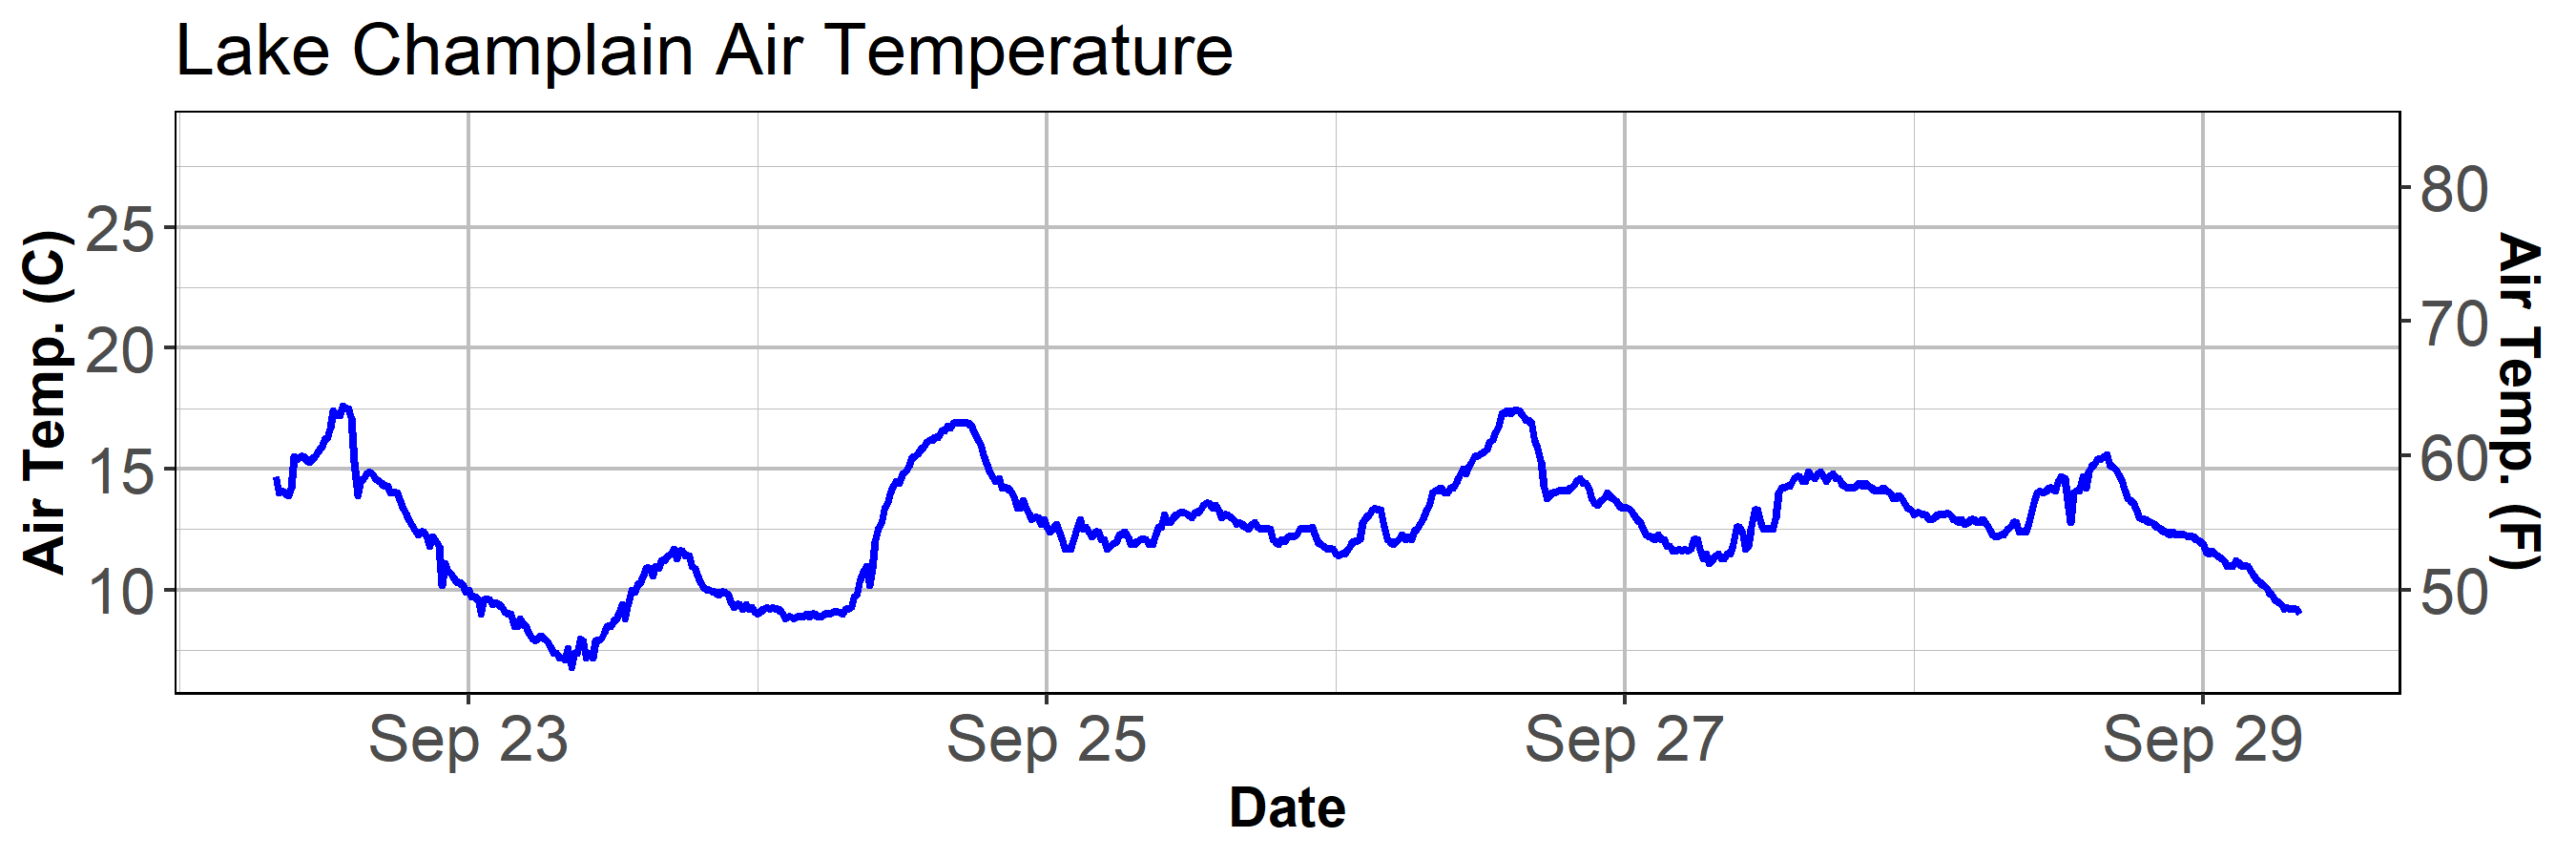 Lake Champlain Air Temperature
Air Temp. (C)
25
20
15
10
80
70
60
50
Air Temp. (F)
Sep 23 Sep 25 Sep 27 Sep 29
Date